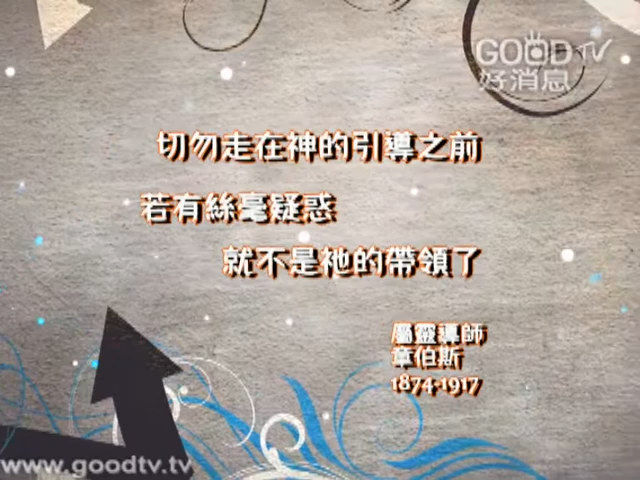 GOODTV
好消息
切勿走在神的引導之前
若有絲毫疑惑
就不是祂的帶領了
屬靈導師
章伯斯
1874-1917
www.goodtv.tv